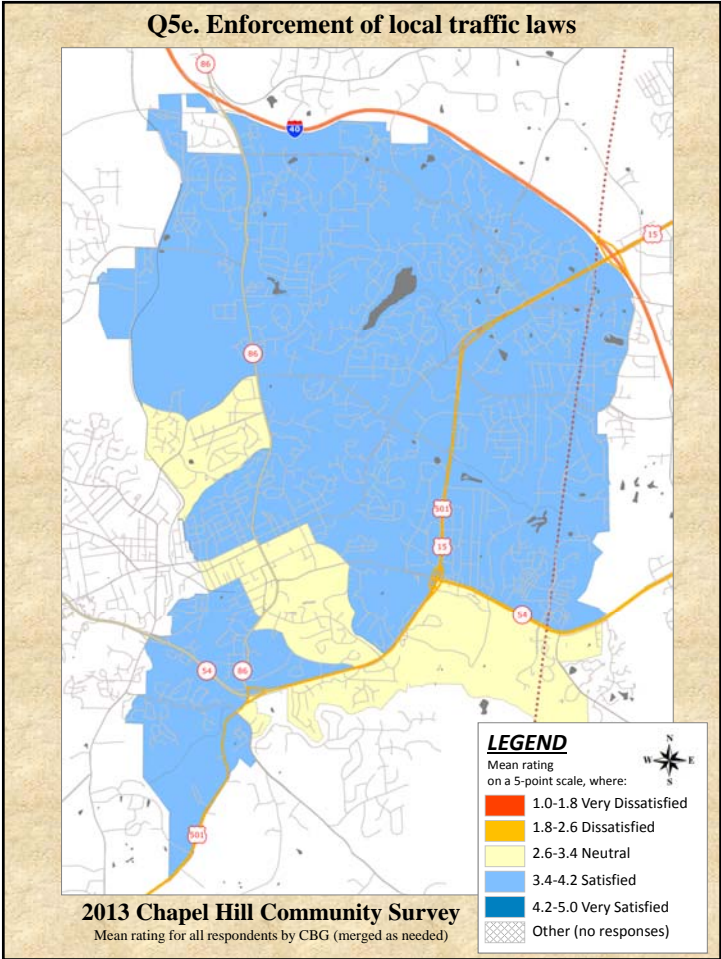 Q5e. Enforcement of local traffic laws
86
40
15
86
501
15
54
54
86
501
LEGEND
Mean rating
on a 5-point scale, where:
N
W E
S
1.0-1.8 Very Dissatisfied
1.8-2.6 Dissatisfied
2.6-3.4 Neutral
3.4-4.2 Satisfied
4.2-5.0 Very Satisfied
Other (no responses)
2013 Chapel Hill Community Survey
Mean rating for all respondents by CBG (merged as needed)